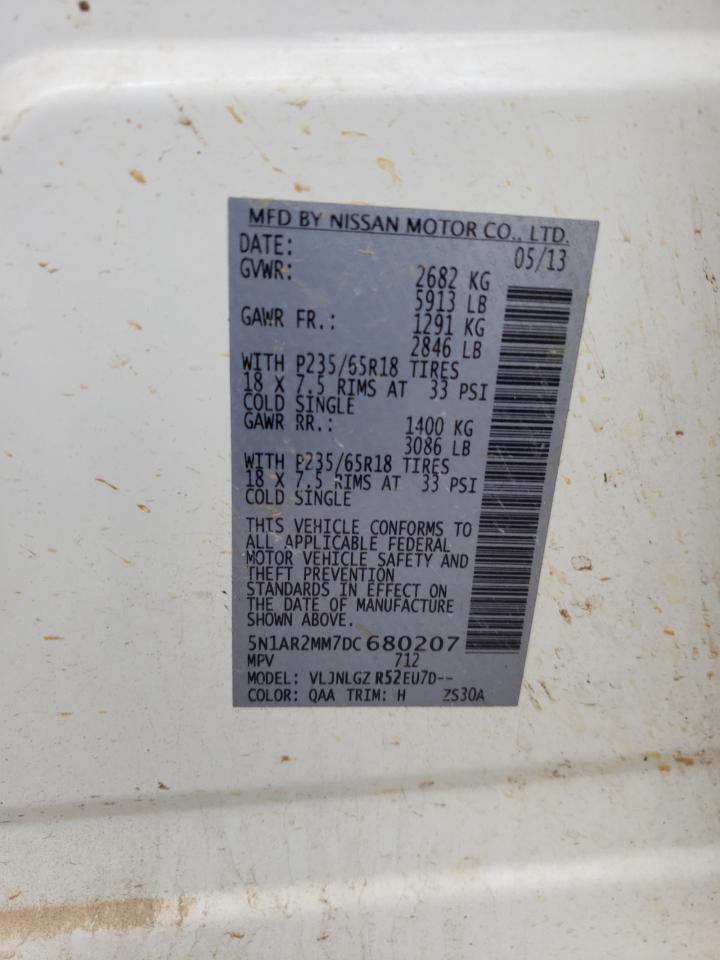 MFD BY NISSAN MOTOR CO., LTD.
DATE: 05/13
GVWR: 2682 KG
5913 LB
GAWR FR.: 1291 KG
2846 LB
WITH P235/65R18 TIRES
18 X 7.5 RIMS AT 33 PSI
COLD SINGLE
GAWR RR.: 1400 KG
3086 LB
WITH P235/65R18 TIRES
18 X 7.5 RIMS AT 33 PSI
COLD SINGLE
THIS VEHICLE CONFORMS TO
ALL APPLICABLE FEDERAL
MOTOR VEHICLE SAFETY AND
THEFT PREVENTION
STANDARDS IN EFFECT ON
THE DATE OF MANUFACTURE
SHOWN ABOVE.
5N1AR2MM7DC680207
MPV 712
MODEL: VLJNLGZ R52EU7D--
COLOR: QAA TRIM: H ZS30A